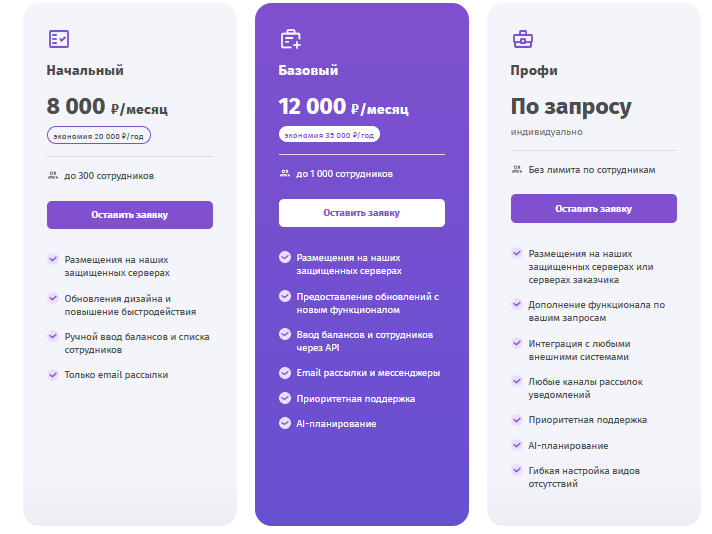 Начальный
8 000 ₽/месяц
экономия 20 000 ₽/год
до 300 сотрудников
Оставить заявку
Размещения на наших
защищенных серверах
Обновления дизайна и
повышение быстродействия
Ручной ввод балансов и списка
сотрудников
Только email рассылки
Базовый
12 000 ₽/месяц
экономия 35 000 ₽/год
до 1 000 сотрудников
Оставить заявку
Размещения на наших
защищенных серверах
Предоставление обновлений с
новым функционалом
Ввод балансов и сотрудников
через API
Email рассылки и мессенджеры
Приоритетная поддержка
AI-планирование
Профи
По запросу
индивидуально
Без лимита по сотрудникам
Оставить заявку
Размещения на наших
защищенных серверах или
серверах заказчика
Дополнение функционала по
вашим запросам
Интеграция с любыми
внешними системами
Любые каналы рассылок
уведомлений
Приоритетная поддержка
AI-планирование
Гибкая настройка видов
отсутствий